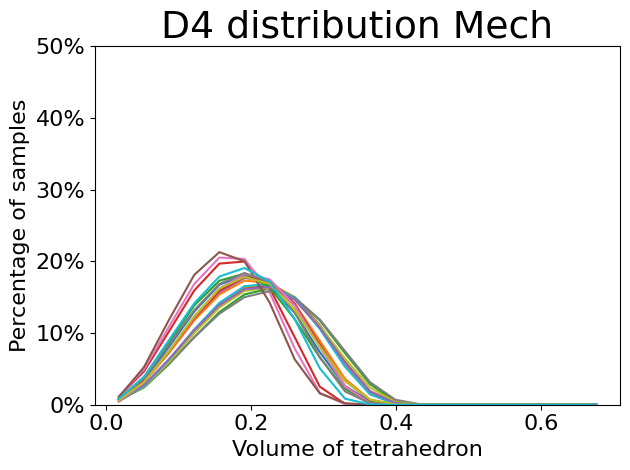 D4 distribution Mech
Percentage of samples
50%
40%
30%
20%
10%
0%
0.0 0.2 0.4 0.6
Volume of tetrahedron